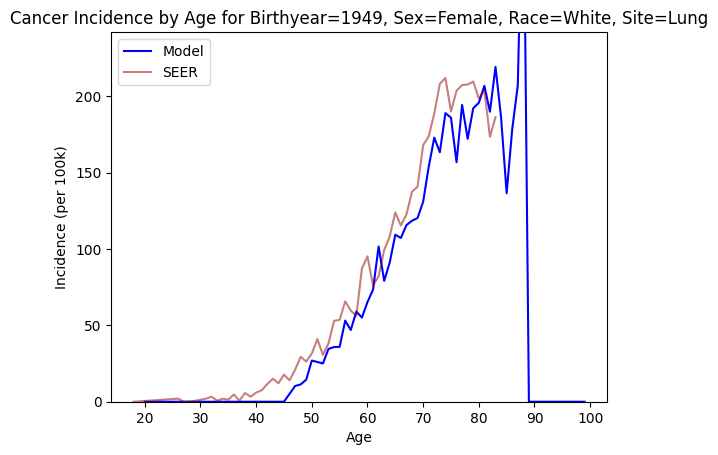 Cancer Incidence by Age for Birthyear=1949, Sex=Female, Race=White, Site=Lung
Model
SEER
Incidence (per 100k)
200
150
100
50
0
20 30 40 50 60 70 80 90 100
Age